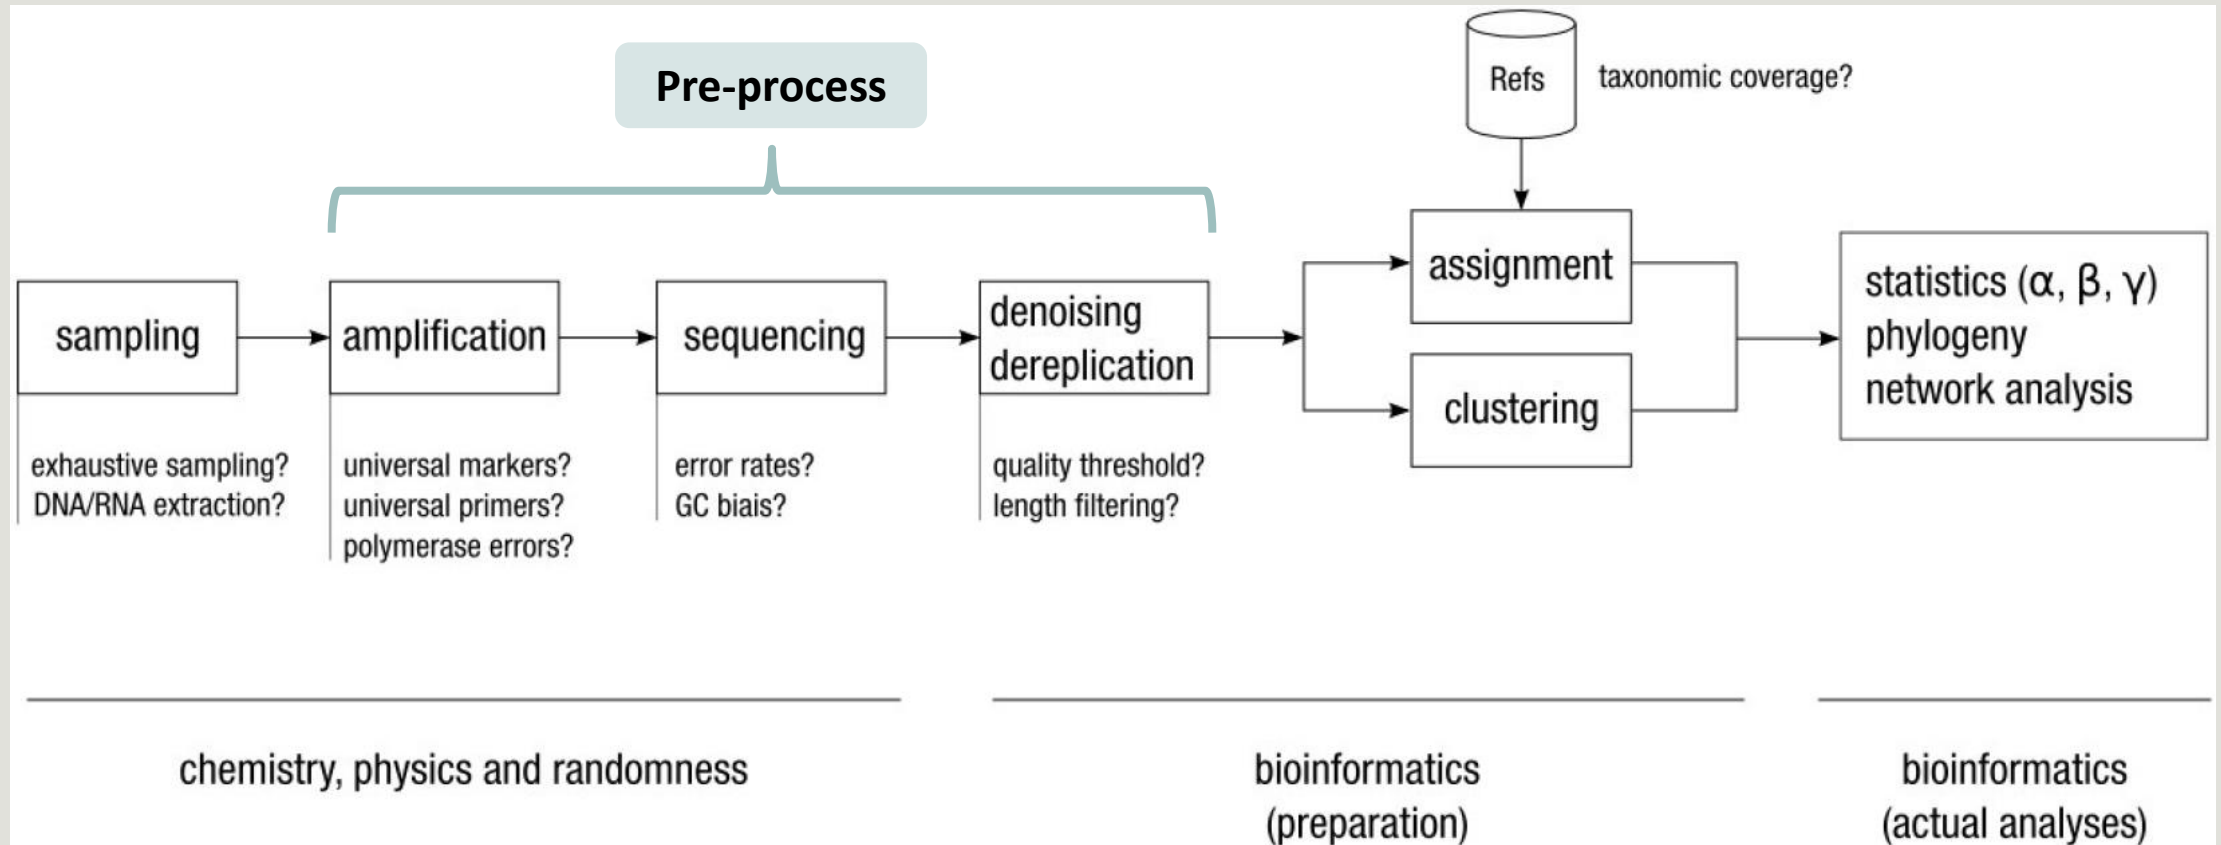 Pre-process
Refs
taxonomic coverage?
sampling
exhaustive sampling?
DNA/RNA extraction?
amplification
universal markers?
universal primers?
polymerase errors?
sequencing
error rates?
GC biais?
denoising
dereplication
quality threshold?
length filtering?
assignment
clustering
statistics (α, β, γ)
phylogeny
network analysis
chemistry, physics and randomness
bioinformatics
(preparation)
bioinformatics
(actual analyses)